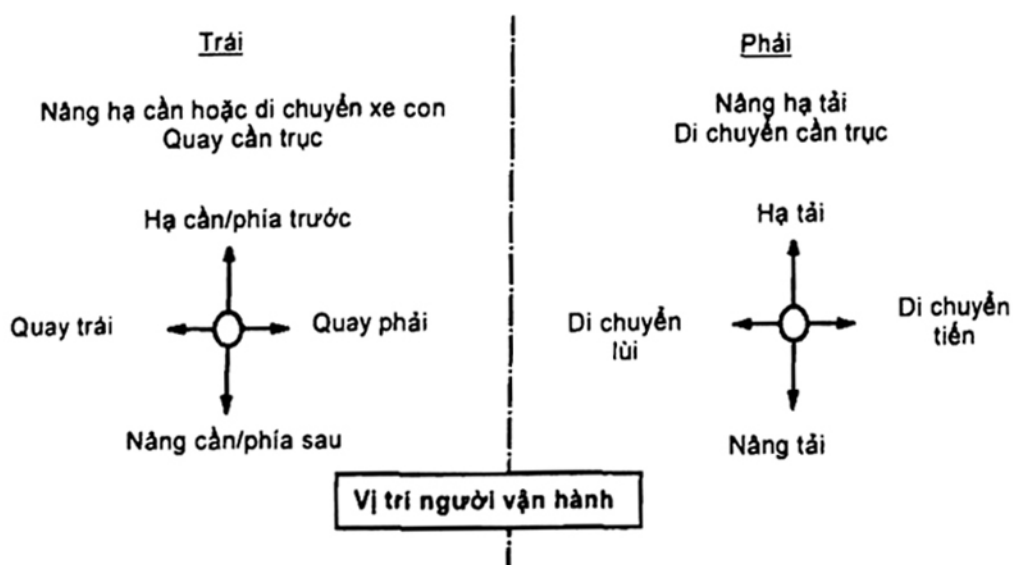 Trái
Nâng hạ cần hoặc di chuyển xe con
Quay cần trục
Hạ cần/phía trước
Quay trái
Quay phải
Nâng cần/phía sau
Phải
Nâng hạ tải
Di chuyển cần trục
Hạ tải
Di chuyển
lùi
Di chuyển
tiến
Nâng tải
Vị trí người vận hành